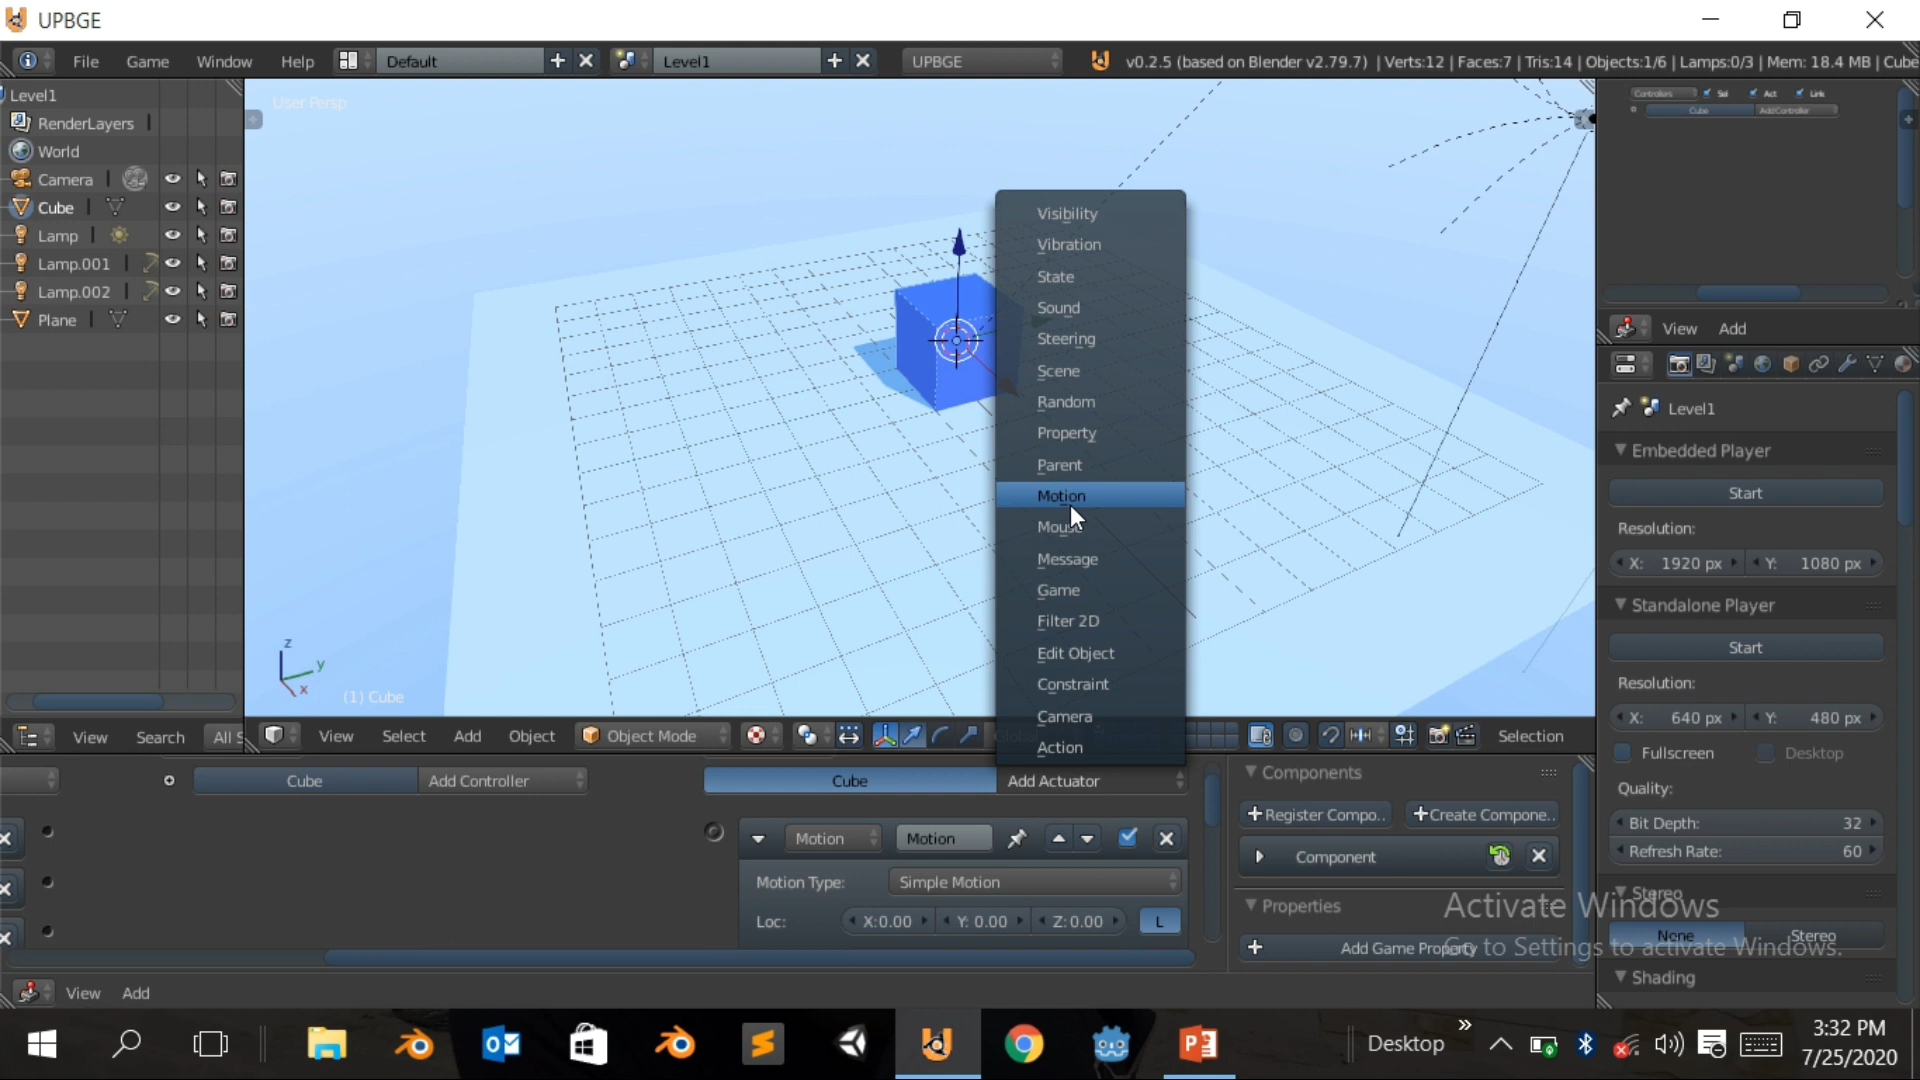 UPBGE
File Game Window Help Default Level1 UPBGE v0.2.5 (based on Blender v2.79.7) | Verts:12 | Faces:7 | Tris:14 | Objects:1/6 | Lamps:0/3 | Mem: 18.4 MB | Cube
Level1
RenderLayers
World
Camera
Cube
Lamp
Lamp.001
Lamp.002
Plane
View Search All S
User Persp
z
y
x
(1) Cube
Visibility
Vibration
State
Sound
Steering
Scene
Random
Property
Parent
Motion
Mouse
Message
Game
Filter 2D
Edit Object
Constraint
Camera
Action
View Select Add Object Object Mode Selection
Cube Add Controller Cube Add Actuator
Motion Motion
Motion Type: Simple Motion
Loc: X:0.00 Y: 0.00 Z: 0.00 L
Components
Register Compo.. Create Compone..
Component
Properties
Add Game Property
View Add
Controllers Sel Act Link
Cube Add Controller
View Add
Level1
Embedded Player
Start
Resolution:
X: 1920 px Y: 1080 px
Standalone Player
Start
Resolution:
X: 640 px Y: 480 px
Fullscreen Desktop
Quality:
Bit Depth: 32
Refresh Rate: 60
Stereo
None Stereo
Shading
Activate Windows
Go to Settings to activate Windows.
Desktop
3:32 PM
7/25/2020